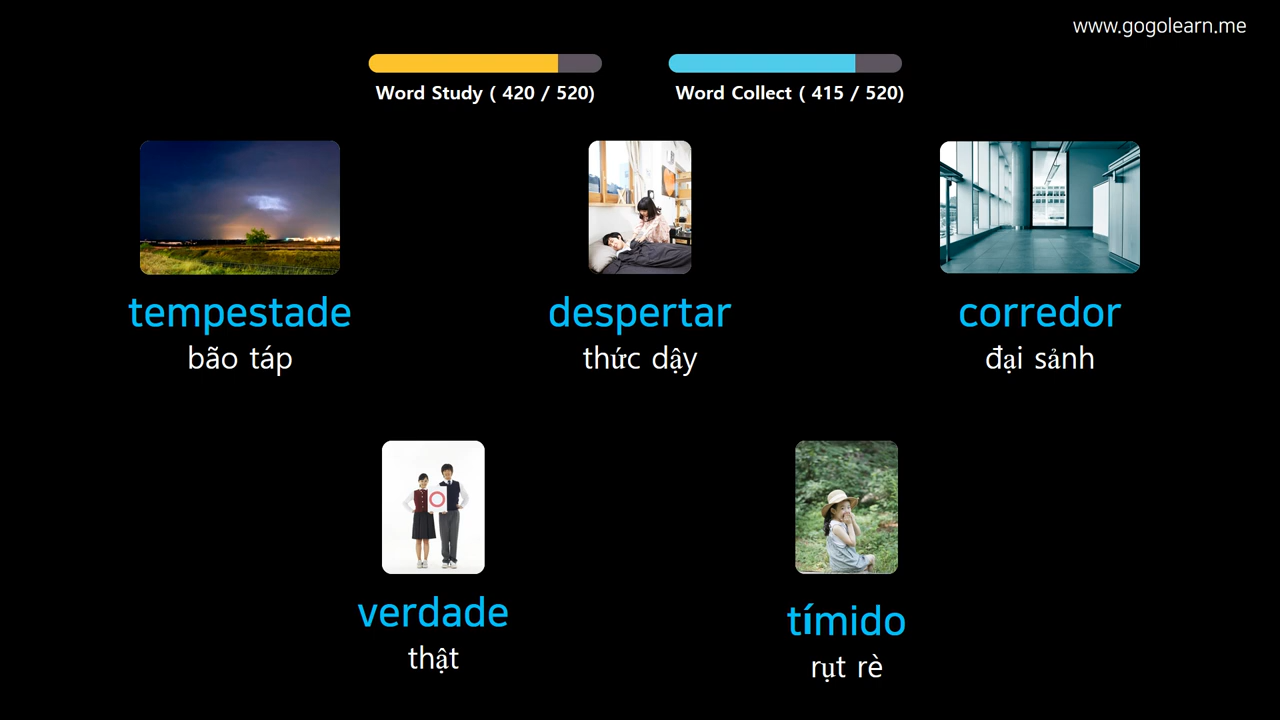 www.gogolearn.me
Word Study ( 420 / 520)
Word Collect ( 415 / 520)
tempestade
bão táp
despertar
thức dậy
corredor
đại sảnh
verdade
thật
tímido
rụt rè